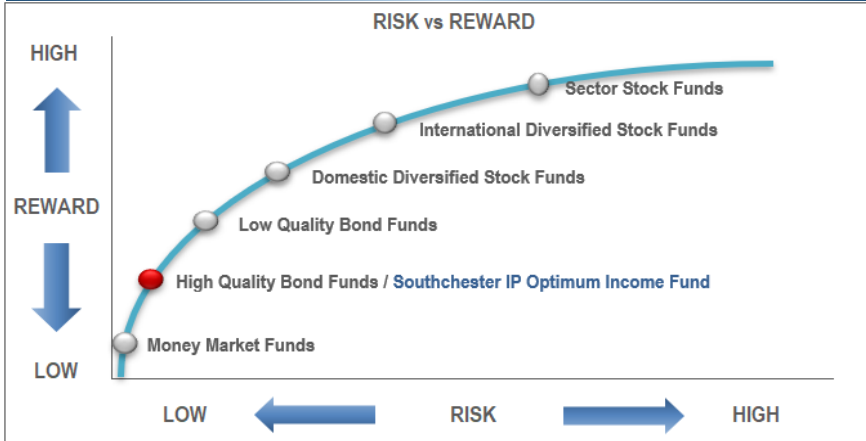 RISK vs REWARD
HIGH
Sector Stock Funds
International Diversified Stock Funds
Domestic Diversified Stock Funds
REWARD
Low Quality Bond Funds
High Quality Bond Funds / Southchester IP Optimum Income Fund
Money Market Funds
LOW
LOW RISK HIGH